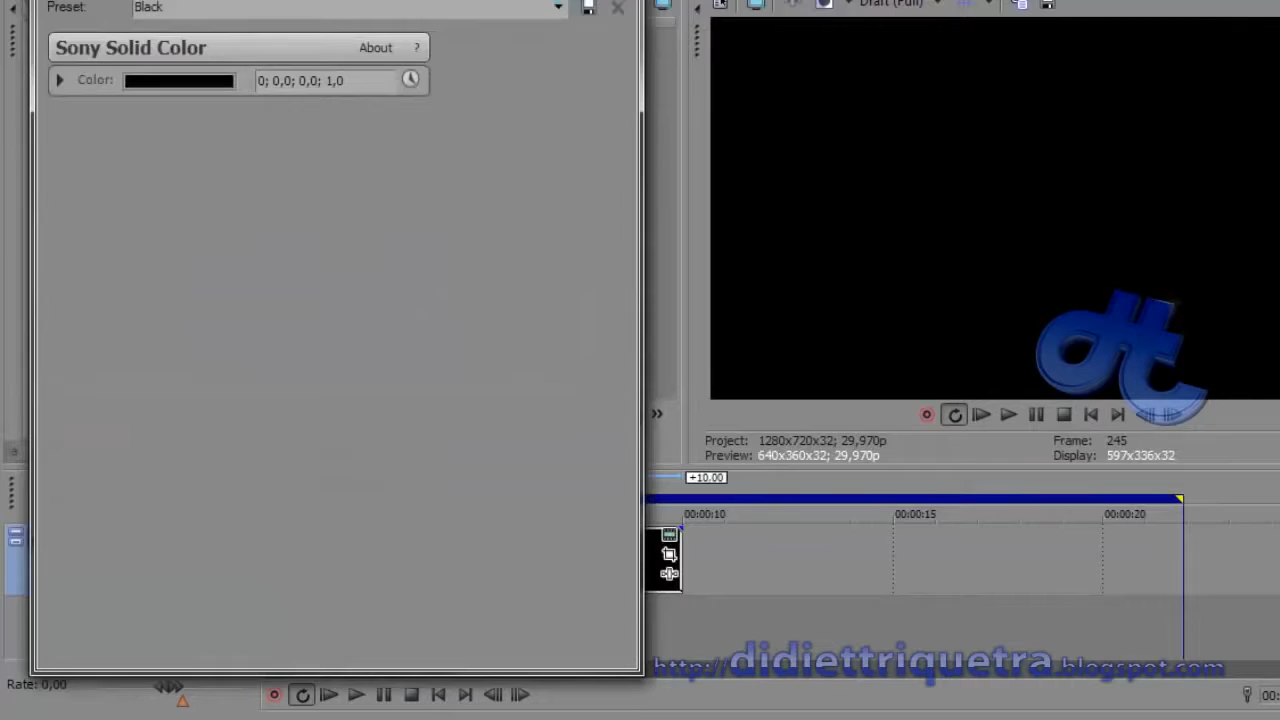 Preset: Black
Draft (Full)
Sony Solid Color About ?
Color: 0; 0,0; 0,0; 1,0
Project: 1280x720x32; 29,970p Frame: 245
Preview: 640x360x32; 29,970p Display: 597x336x32
+10.00
00:00:10 00:00:15 00:00:20
http://didiettriquetra.blogspot.com
Rate: 0,00